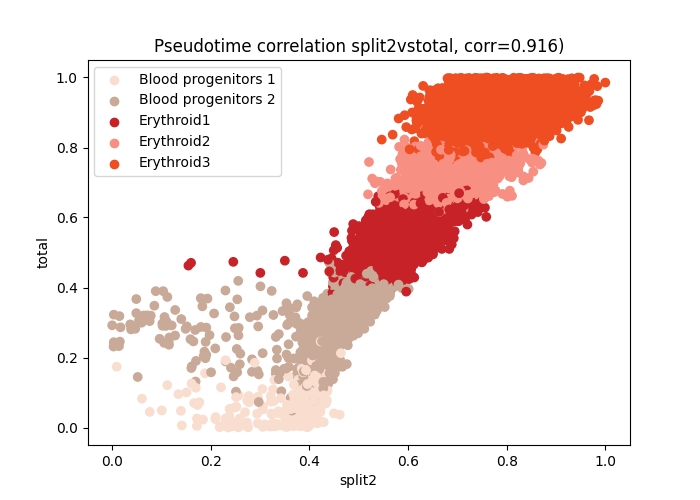 Pseudotime correlation split2vstotal, corr=0.916)
Blood progenitors 1
Blood progenitors 2
Erythroid1
Erythroid2
Erythroid3
1.0
0.8
0.6
0.4
0.2
0.0
total
0.0 0.2 0.4 0.6 0.8 1.0
split2